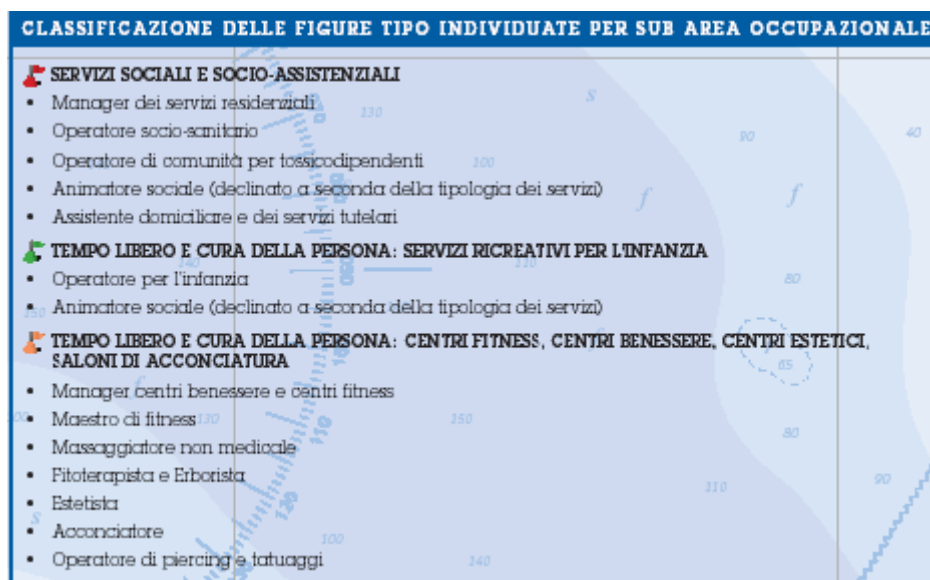 CLASSIFICAZIONE DELLE FIGURE TIPO INDIVIDUATE PER SUB AREA OCCUPAZIONALE
SERVIZI SOCIALI E SOCIO-ASSISTENZIALI
• Manager dei servizi residenziali
• Operatore socio-sanitario
• Operatore di comunità per tossicodipendenti
• Animatore sociale (declinato a seconda della tipologia dei servizi)
• Assistente domiciliare e dei servizi tutelari
TEMPO LIBERO E CURA DELLA PERSONA: SERVIZI RICREATIVI PER L'INFANZIA
• Operatore per l'infanzia
• Animatore sociale (declinato a seconda della tipologia dei servizi)
TEMPO LIBERO E CURA DELLA PERSONA: CENTRI FITNESS, CENTRI BENESSERE, CENTRI ESTETICI,
SALONI DI ACCONCIATURA
• Manager centri benessere e centri fitness
• Maestro di fitness
• Massaggiatore non medicale
• Fitoterapista e Erborista
• Estetista
• Acconciatore
• Operatore di piercing e tatuaggi